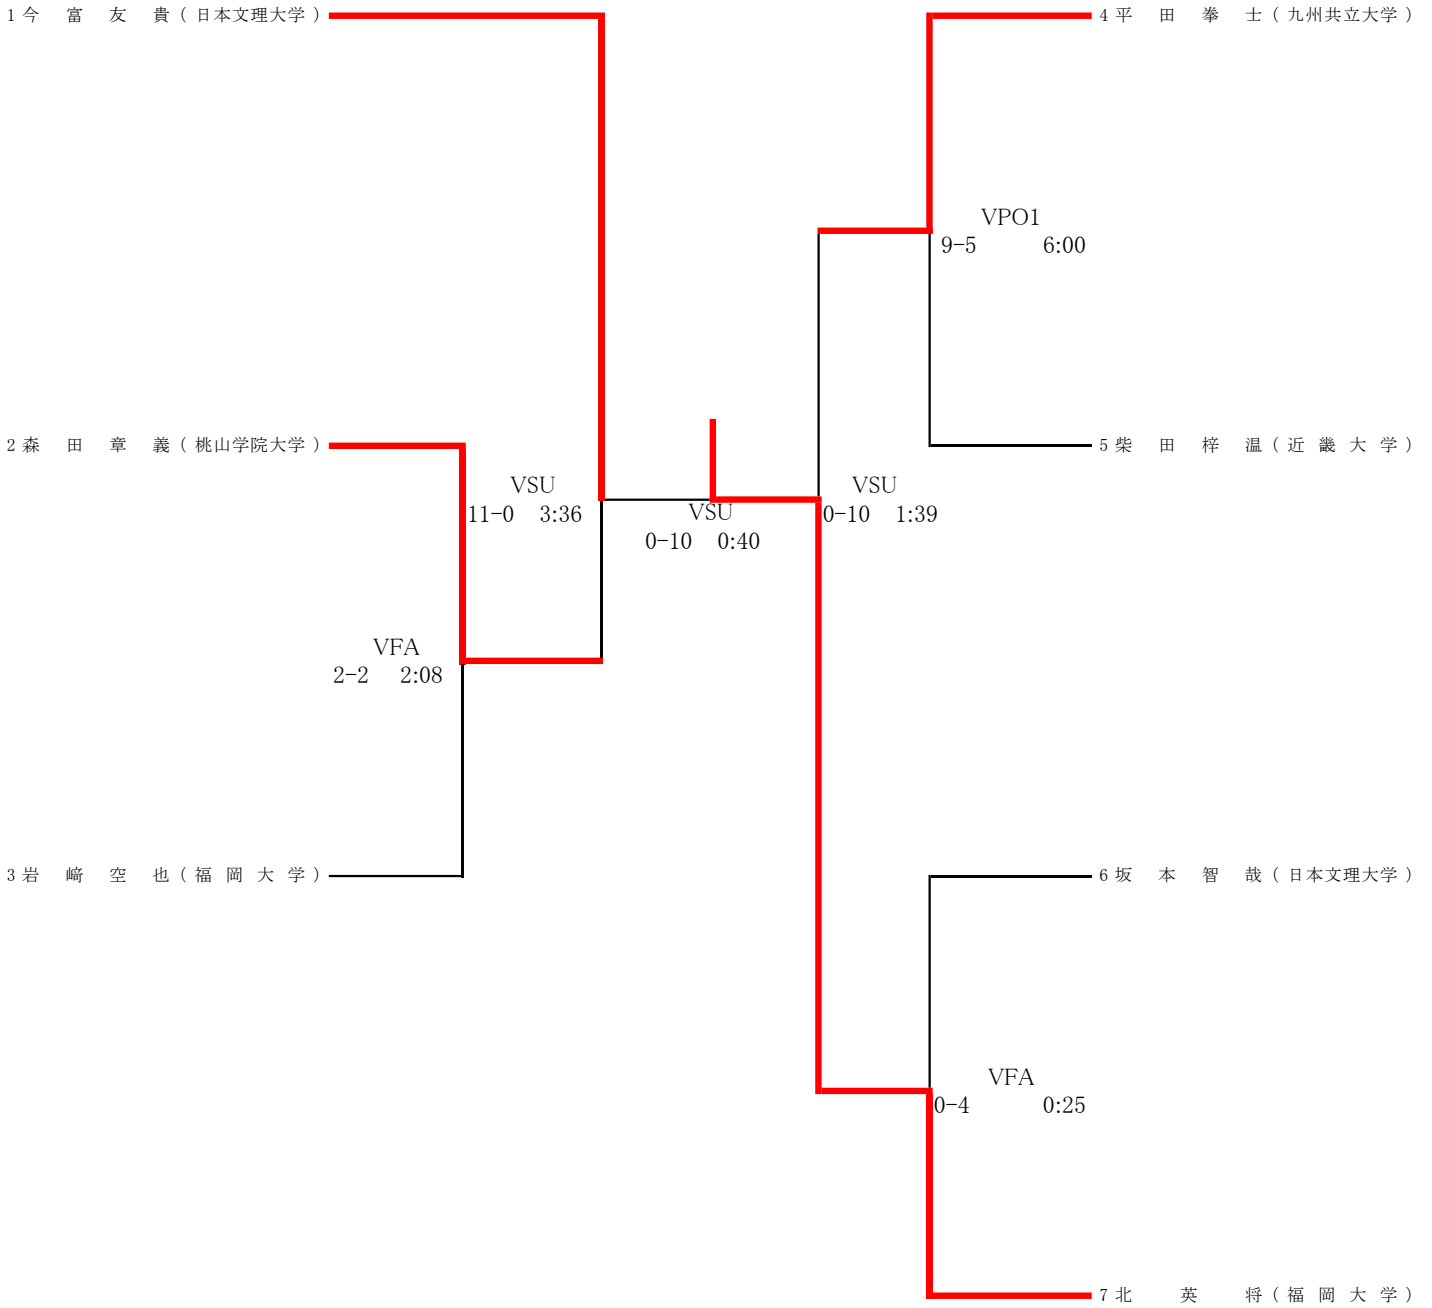 1 今 富 友 貴 ( 日本文理大学 )
4 平 田 拳 士 ( 九州共立大学 )
VPO1
9-5 6:00
2 森 田 章 義 ( 桃山学院大学 )
5 柴 田 梓 温 ( 近 畿 大 学 )
VSU
11-0 3:36
VSU
0-10 0:40
VSU
0-10 1:39
VFA
2-2 2:08
3 岩 﨑 空 也 ( 福 岡 大 学 )
6 坂 本 智 哉 ( 日本文理大学 )
VFA
0-4 0:25
7 北 英 将 ( 福 岡 大 学 )